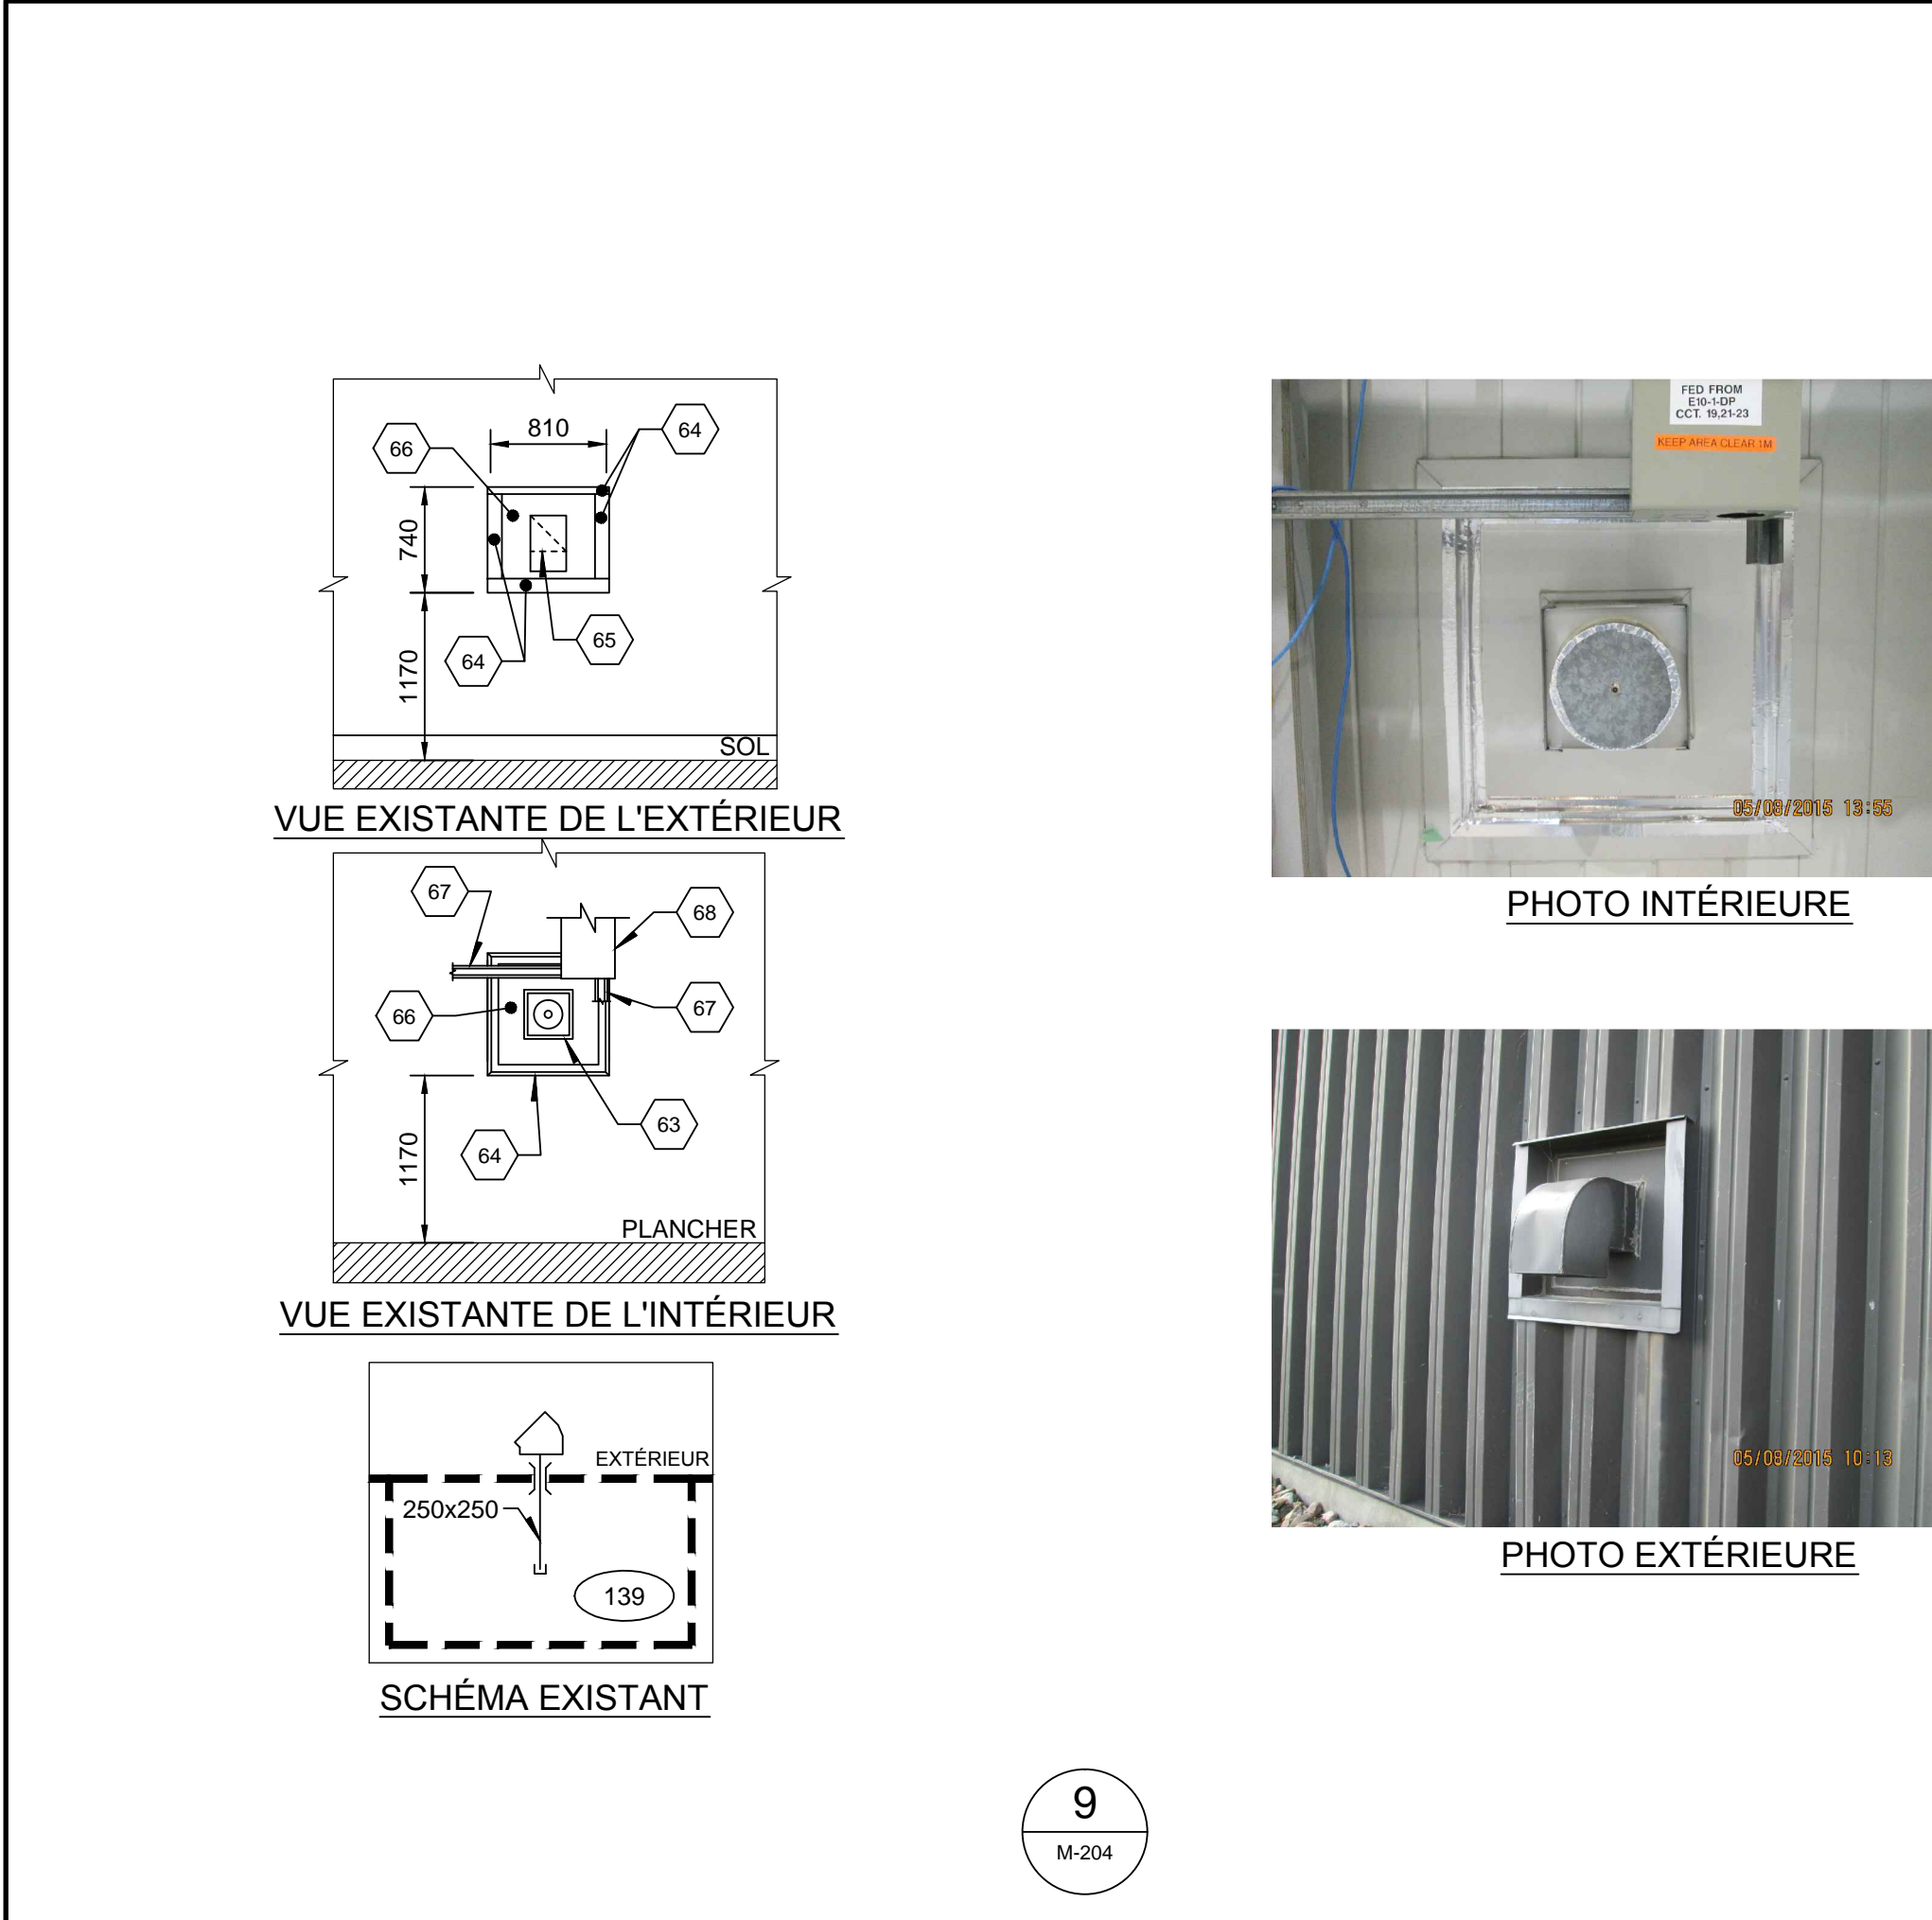 66
810
64
740
65
64
1170
SOL
VUE EXISTANTE DE L'EXTÉRIEUR
67
68
66
67
63
64
1170
PLANCHER
VUE EXISTANTE DE L'INTÉRIEUR
EXTÉRIEUR
250x250
139
SCHÉMA EXISTANT
FED FROM
E10-1-DP
CCT. 19,21-23
KEEP AREA CLEAR 1M
05/08/2015 13:55
PHOTO INTÉRIEURE
05/08/2015 10:13
PHOTO EXTÉRIEURE
9
M-204